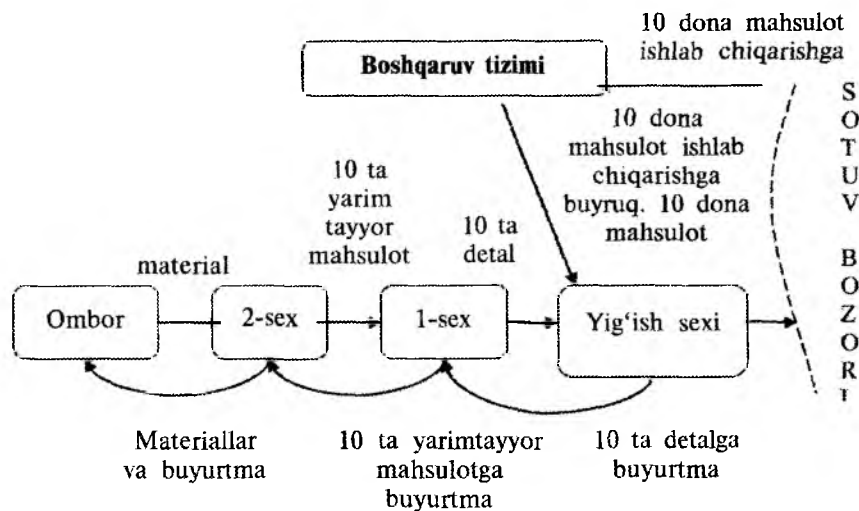 10 dona mahsulot
ishlab chiqarishga
Boshqaruv tizimi
10 dona
mahsulot ishlab
chiqarishga
buyruq. 10 dona
mahsulot
10 ta
yarim
tayyor
mahsulot
10 ta
detal
material
Ombor
2-sex
1-sex
Yig‘ish sexi
S
O
T
U
V
B
O
Z
O
R
I
Materiallar
va buyurtma
10 ta yarimtayyor
mahsulotga
buyurtma
10 ta detalga
buyurtma